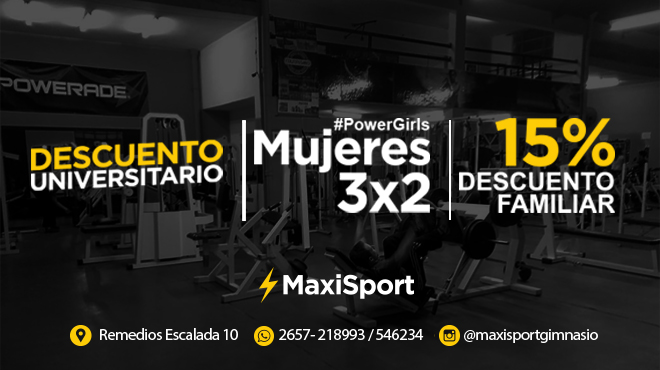 POWERADE
DESCUENTO
UNIVERSITARIO
#PowerGirls
Mujeres
3x2
15%
DESCUENTO
FAMILIAR
MaxiSport
Remedios Escalada 10
2657- 218993 / 546234
@maxisportgimnasio